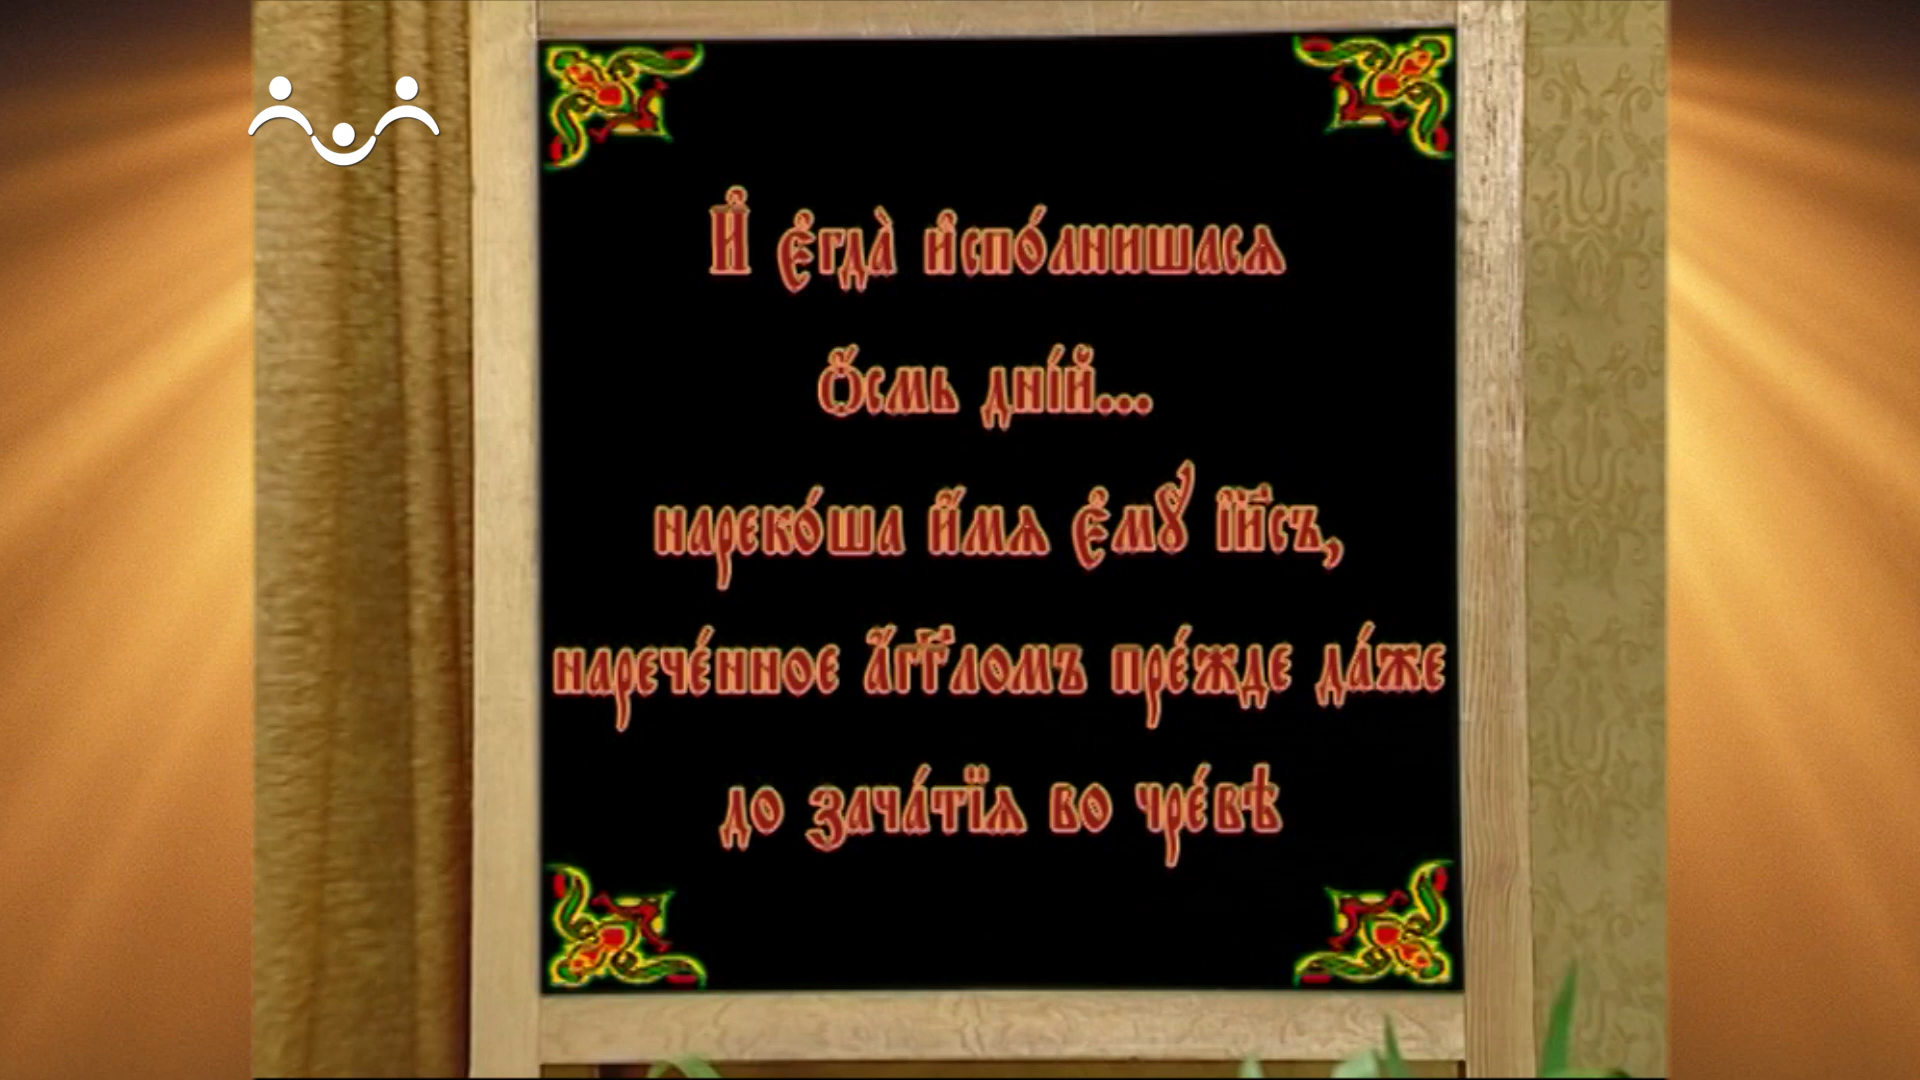 И҆ є҆гда̀ и҆спо́лнишасѧ
Ѻ҆́смь дні́й...
нареко́ша и҆́мѧ є҆мꙋ̀ і҆и҃съ,
нарече́нное а҆́гг҃ломъ пре́жде да́же
до зача́тїѧ во чре́вѣ